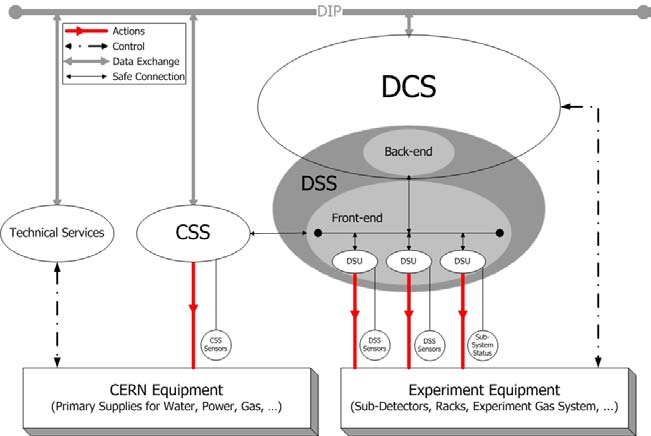 DIP
Actions
Control
Data Exchange
Safe Connection
DCS
Back-end
DSS
Front-end
Technical Services
CSS
DSU
DSU
DSU
CSS
Sensors
DSS
Sensors
DSS
Sensors
Sub-
System
Status
CERN Equipment
(Primary Supplies for Water, Power, Gas, ...)
Experiment Equipment
(Sub-Detectors, Racks, Experiment Gas System, ...)